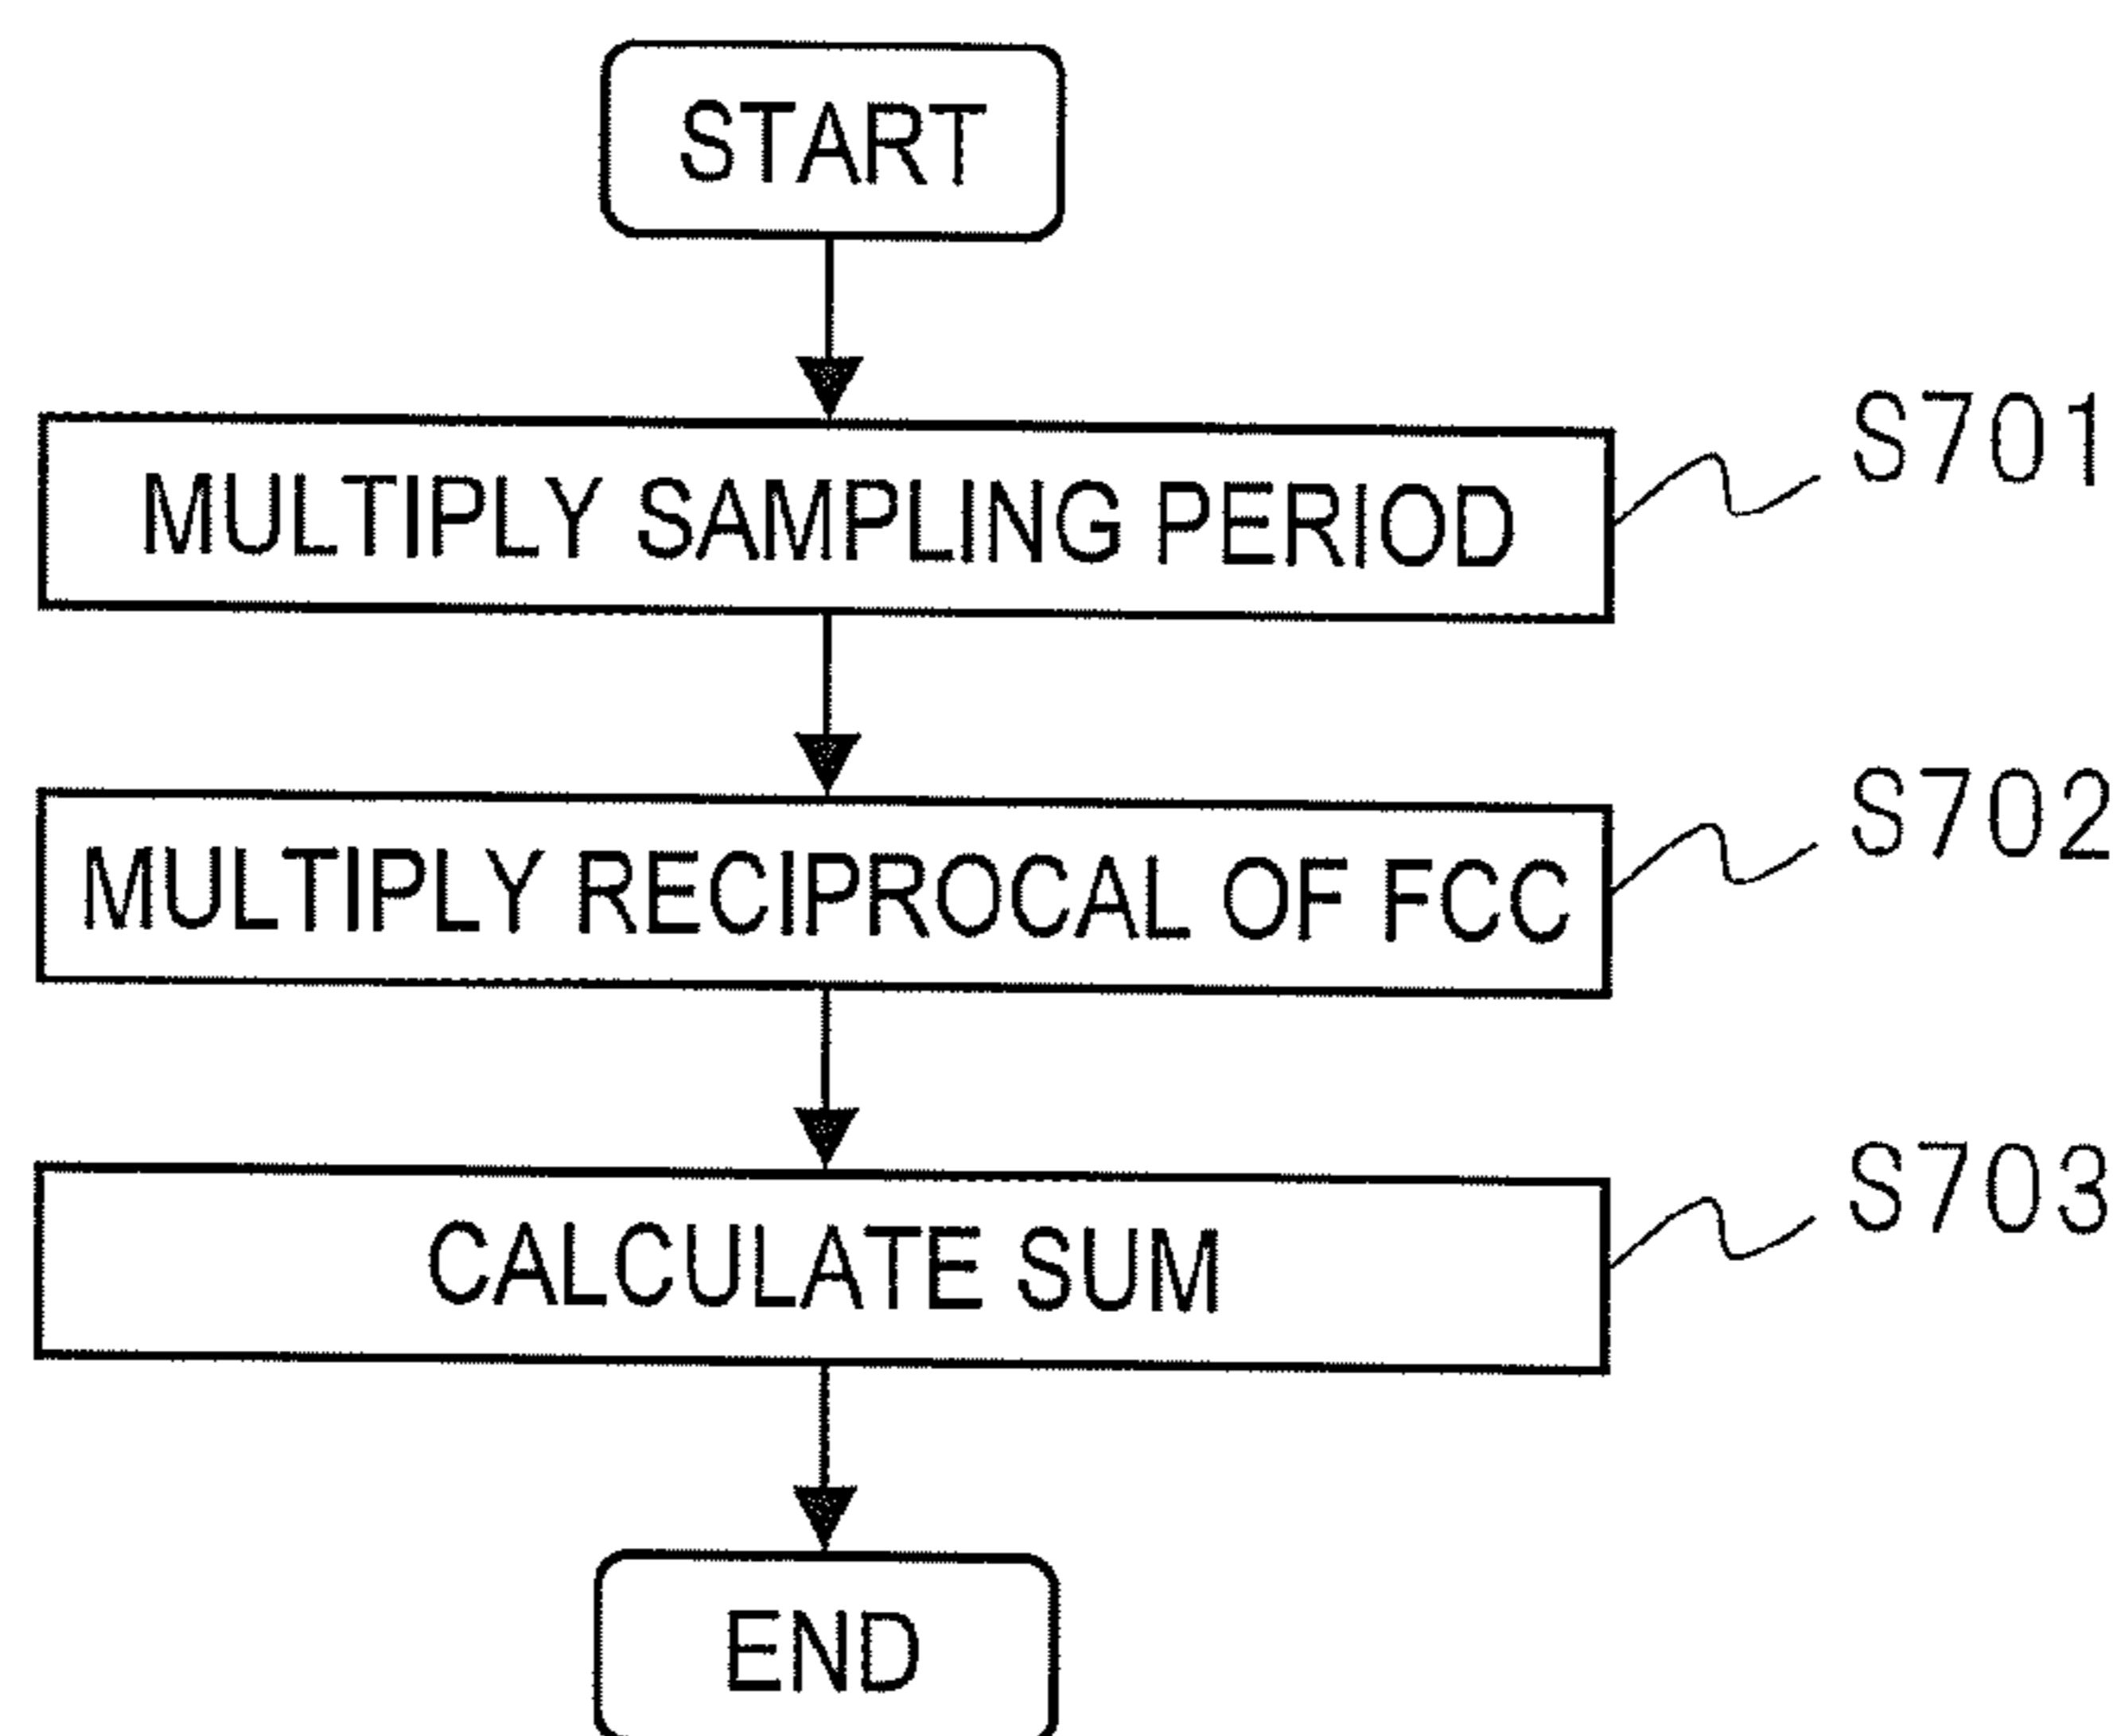 START
MULTIPLY SAMPLING PERIOD
S701
MULTIPLY RECIPROCAL OF FCC
S702
CALCULATE SUM
S703
END